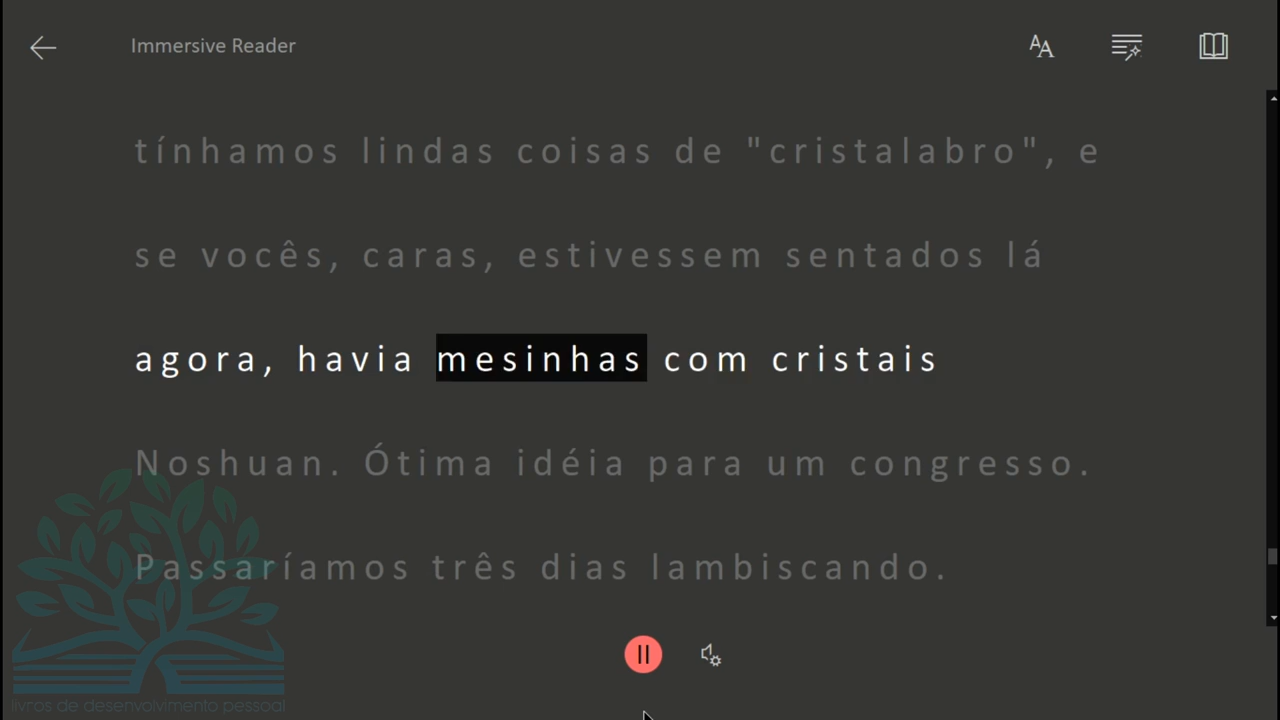 Immersive Reader
tínhamos lindas coisas de "cristalabro", e
se vocês, caras, estivessem sentados lá
agora, havia mesinhas com cristais
Noshuan. Ótima idéia para um congresso.
Passaríamos três dias lambiscando.
livros de desenvolvimento pessoal